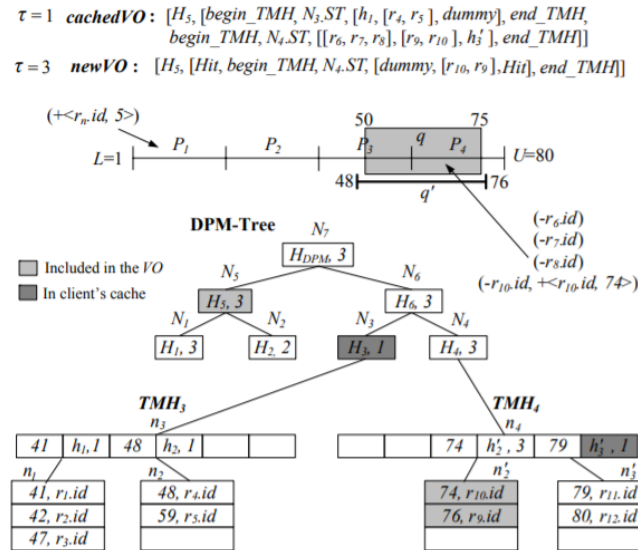 τ = 1 cachedVO : [H5, [begin_TMH, N3.ST, [h1, [r4, r5 ], dummy], end_TMH,
begin_TMH, N4.ST, [[r6, r7, r8], [r9, r10 ], h3′ ], end_TMH]]
τ = 3 newVO : [H5, [Hit, begin_TMH, N4.ST, [dummy, [r10, r9],Hit], end_TMH]]
(+<rn.id, 5>)
50 75
P1 P2 P3 q P4
L=1 U=80
48 q′ 76
(-r6.id)
(-r7.id)
(-r8.id)
(-r10.id, +<r10.id, 74>)
DPM-Tree
N7
HDPM, 3
Included in the VO
In client's cache
N5 N6
H5, 3 H6, 3
N1 N2 N3 N4
H1, 3 H2, 2 H3, 1 H4, 3
TMH3 TMH4
n3 n4
41 h1, 1 48 h2, 1 74 h′2 , 3 79 h′3 , 1
n1 n2 n′2 n′3
41, r1.id 48, r4.id 74, r10.id 79, r11.id
42, r2.id 59, r5.id 76, r9.id 80, r12.id
47, r3.id